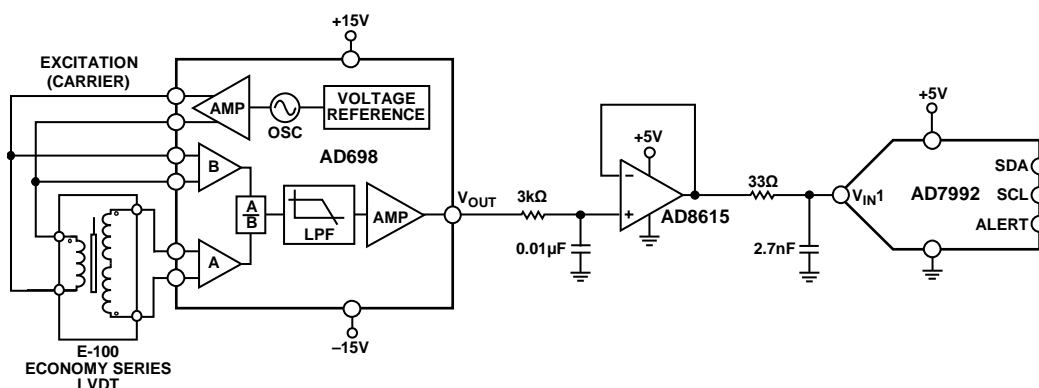 +15V
EXCITATION
(CARRIER)
AMP
OSC
VOLTAGE
REFERENCE
AD698
B
A
B
LPF
AMP
A
VOUT
3kΩ
0.01µF
+5V
−
+
AD8615
33Ω
2.7nF
+5V
VIN1
AD7992
SDA
SCL
ALERT
–15V
E-100
ECONOMY SERIES
LVDT